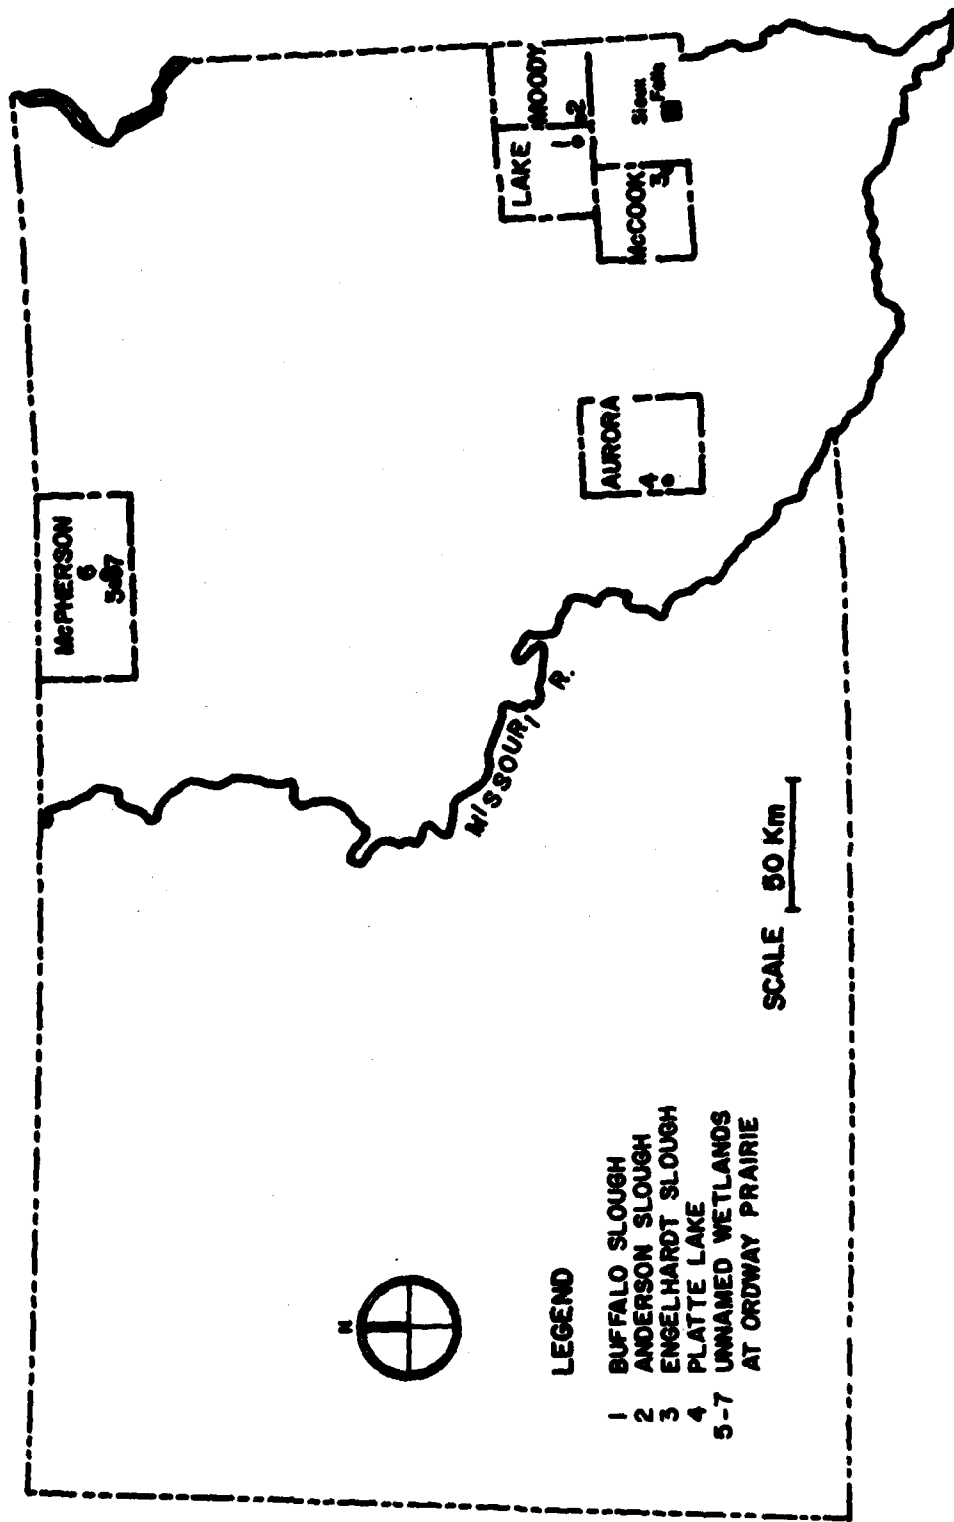 McPHERSON
6
5 7
LAKE
MOODY
1
2
Sioux
Falls
McCOOK
3
AURORA
4
MISSOURI R.
N
LEGEND
1 BUFFALO SLOUGH
2 ANDERSON SLOUGH
3 ENGELHARDT SLOUGH
4 PLATTE LAKE
5-7 UNNAMED WETLANDS
AT ORDWAY PRAIRIE
SCALE 50 Km